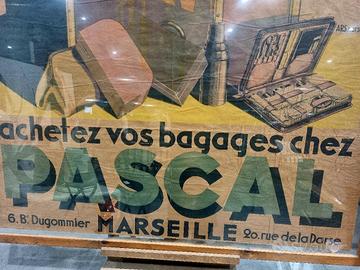 achetez vos bagages chez
PASCAL
6. Bd Dugommier MARSEILLE 20. rue de la Darse